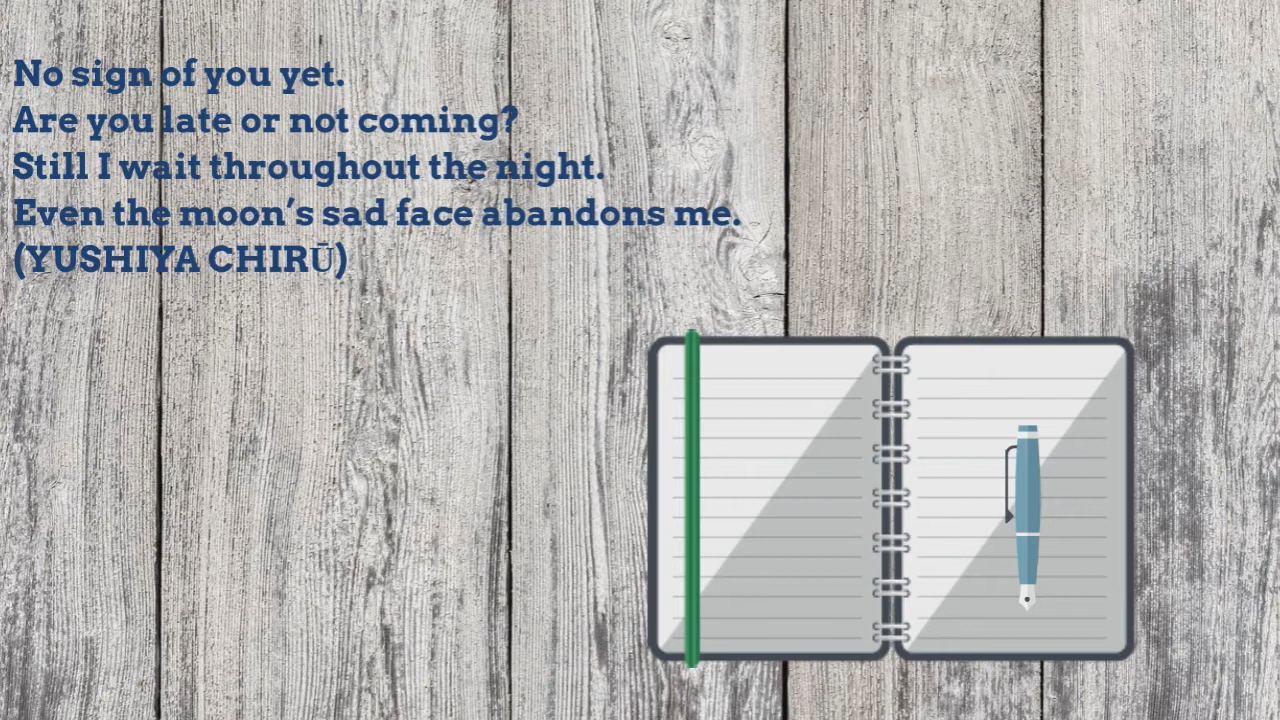 No sign of you yet.
Are you late or not coming?
Still I wait throughout the night.
Even the moon’s sad face abandons me.
(YUSHIYA CHIRŪ)